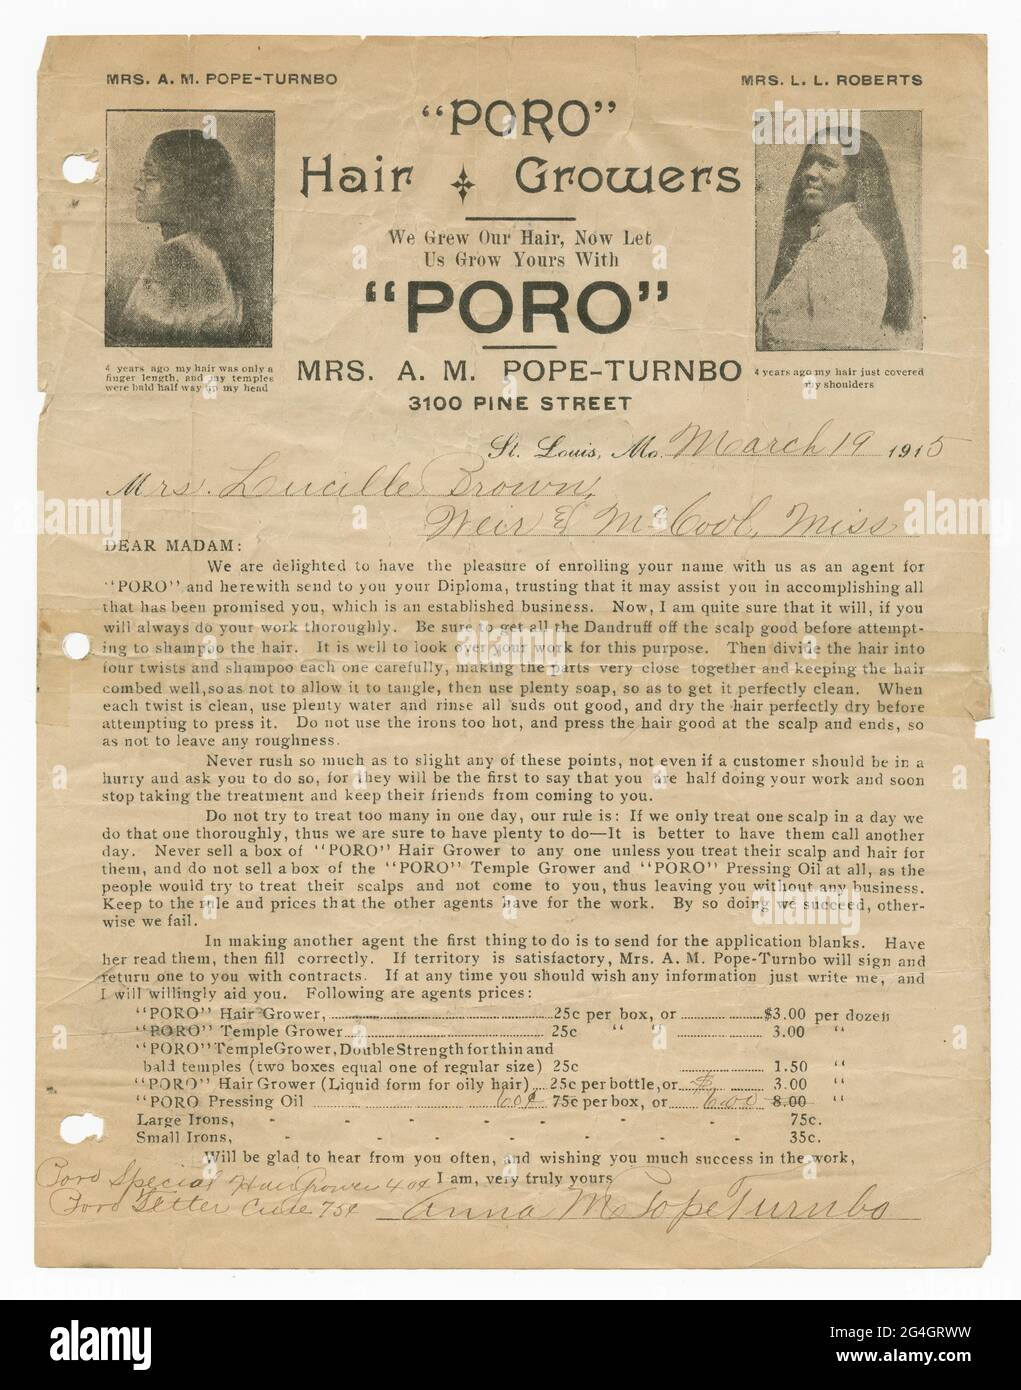 MRS. A. M. POPE-TURNBO
MRS. L. L. ROBERTS
"PORO"
Hair Growers
We Grew Our Hair, Now Let
Us Grow Yours With
"PORO"
MRS. A. M. POPE-TURNBO
3100 PINE STREET
4 years ago my hair was only a
finger length, and my temples
were bald half way up my head
4 years ago my hair just covered
my shoulders
St. Louis, Mo. March 19 1915
Mrs. Lucille Brown,
Weir & McCool, Miss
DEAR MADAM:
We are delighted to have the pleasure of enrolling your name with us as an agent for
"PORO" and herewith send to you your Diploma, trusting that it may assist you in accomplishing all
that has been promised you, which is an established business. Now, I am quite sure that it will, if you
will always do your work thoroughly. Be sure to get all the Dandruff off the scalp good before attempt-
ing to shampoo the hair. It is well to look over your work for this purpose. Then divide the hair into
four twists and shampoo each one carefully, making the parts very close together and keeping the hair
combed well, so as not to allow it to tangle, then use plenty soap, so as to get it perfectly clean. When
each twist is clean, use plenty water and rinse all suds out good, and dry the hair perfectly dry before
attempting to press it. Do not use the irons too hot, and press the hair good at the scalp and ends, so
as not to leave any roughness.
Never rush so much as to slight any of these points, not even if a customer should be in a
hurry and ask you to do so, for they will be the first to say that you are half doing your work and soon
stop taking the treatment and keep their friends from coming to you.
Do not try to treat too many in one day, our rule is: If we only treat one scalp in a day we
do that one thoroughly, thus we are sure to have plenty to do—It is better to have them call another
day. Never sell a box of "PORO" Hair Grower to any one unless you treat their scalp and hair for
them, and do not sell a box of the "PORO" Temple Grower and "PORO" Pressing Oil at all, as the
people would try to treat their scalps and not come to you, thus leaving you without any business.
Keep to the rule and prices that the other agents have for the work. By so doing we succeed, other-
wise we fail.
In making another agent the first thing to do is to send for the application blanks. Have
her read them, then fill correctly. If territory is satisfactory, Mrs. A. M. Pope-Turnbo will sign and
return one to you with contracts. If at any time you should wish any information just write me, and
I will willingly aid you. Following are agents prices:
"PORO" Hair Grower, 25c per box, or $3.00 per dozen
"PORO" Temple Grower 25c " " 3.00 "
"PORO" Temple Grower, Double Strength for thin and
bald temples (two boxes equal one of regular size) 25c 1.50 "
"PORO" Hair Grower (Liquid form for oily hair) 25c per bottle, or $ 3.00 "
"PORO Pressing Oil 60¢ 75c per box, or 6.00 8.00 "
Large Irons, - - - - - - - 75c.
Small Irons, - - - - - - - 35c.
Will be glad to hear from you often, and wishing you much success in the work,
I am, very truly yours
Poro Special Hair Grower 40¢
Poro Tetter Cure 75¢
Anna M Pope Turnbo
alamy
Image ID: 2G4GRWW
www.alamy.com